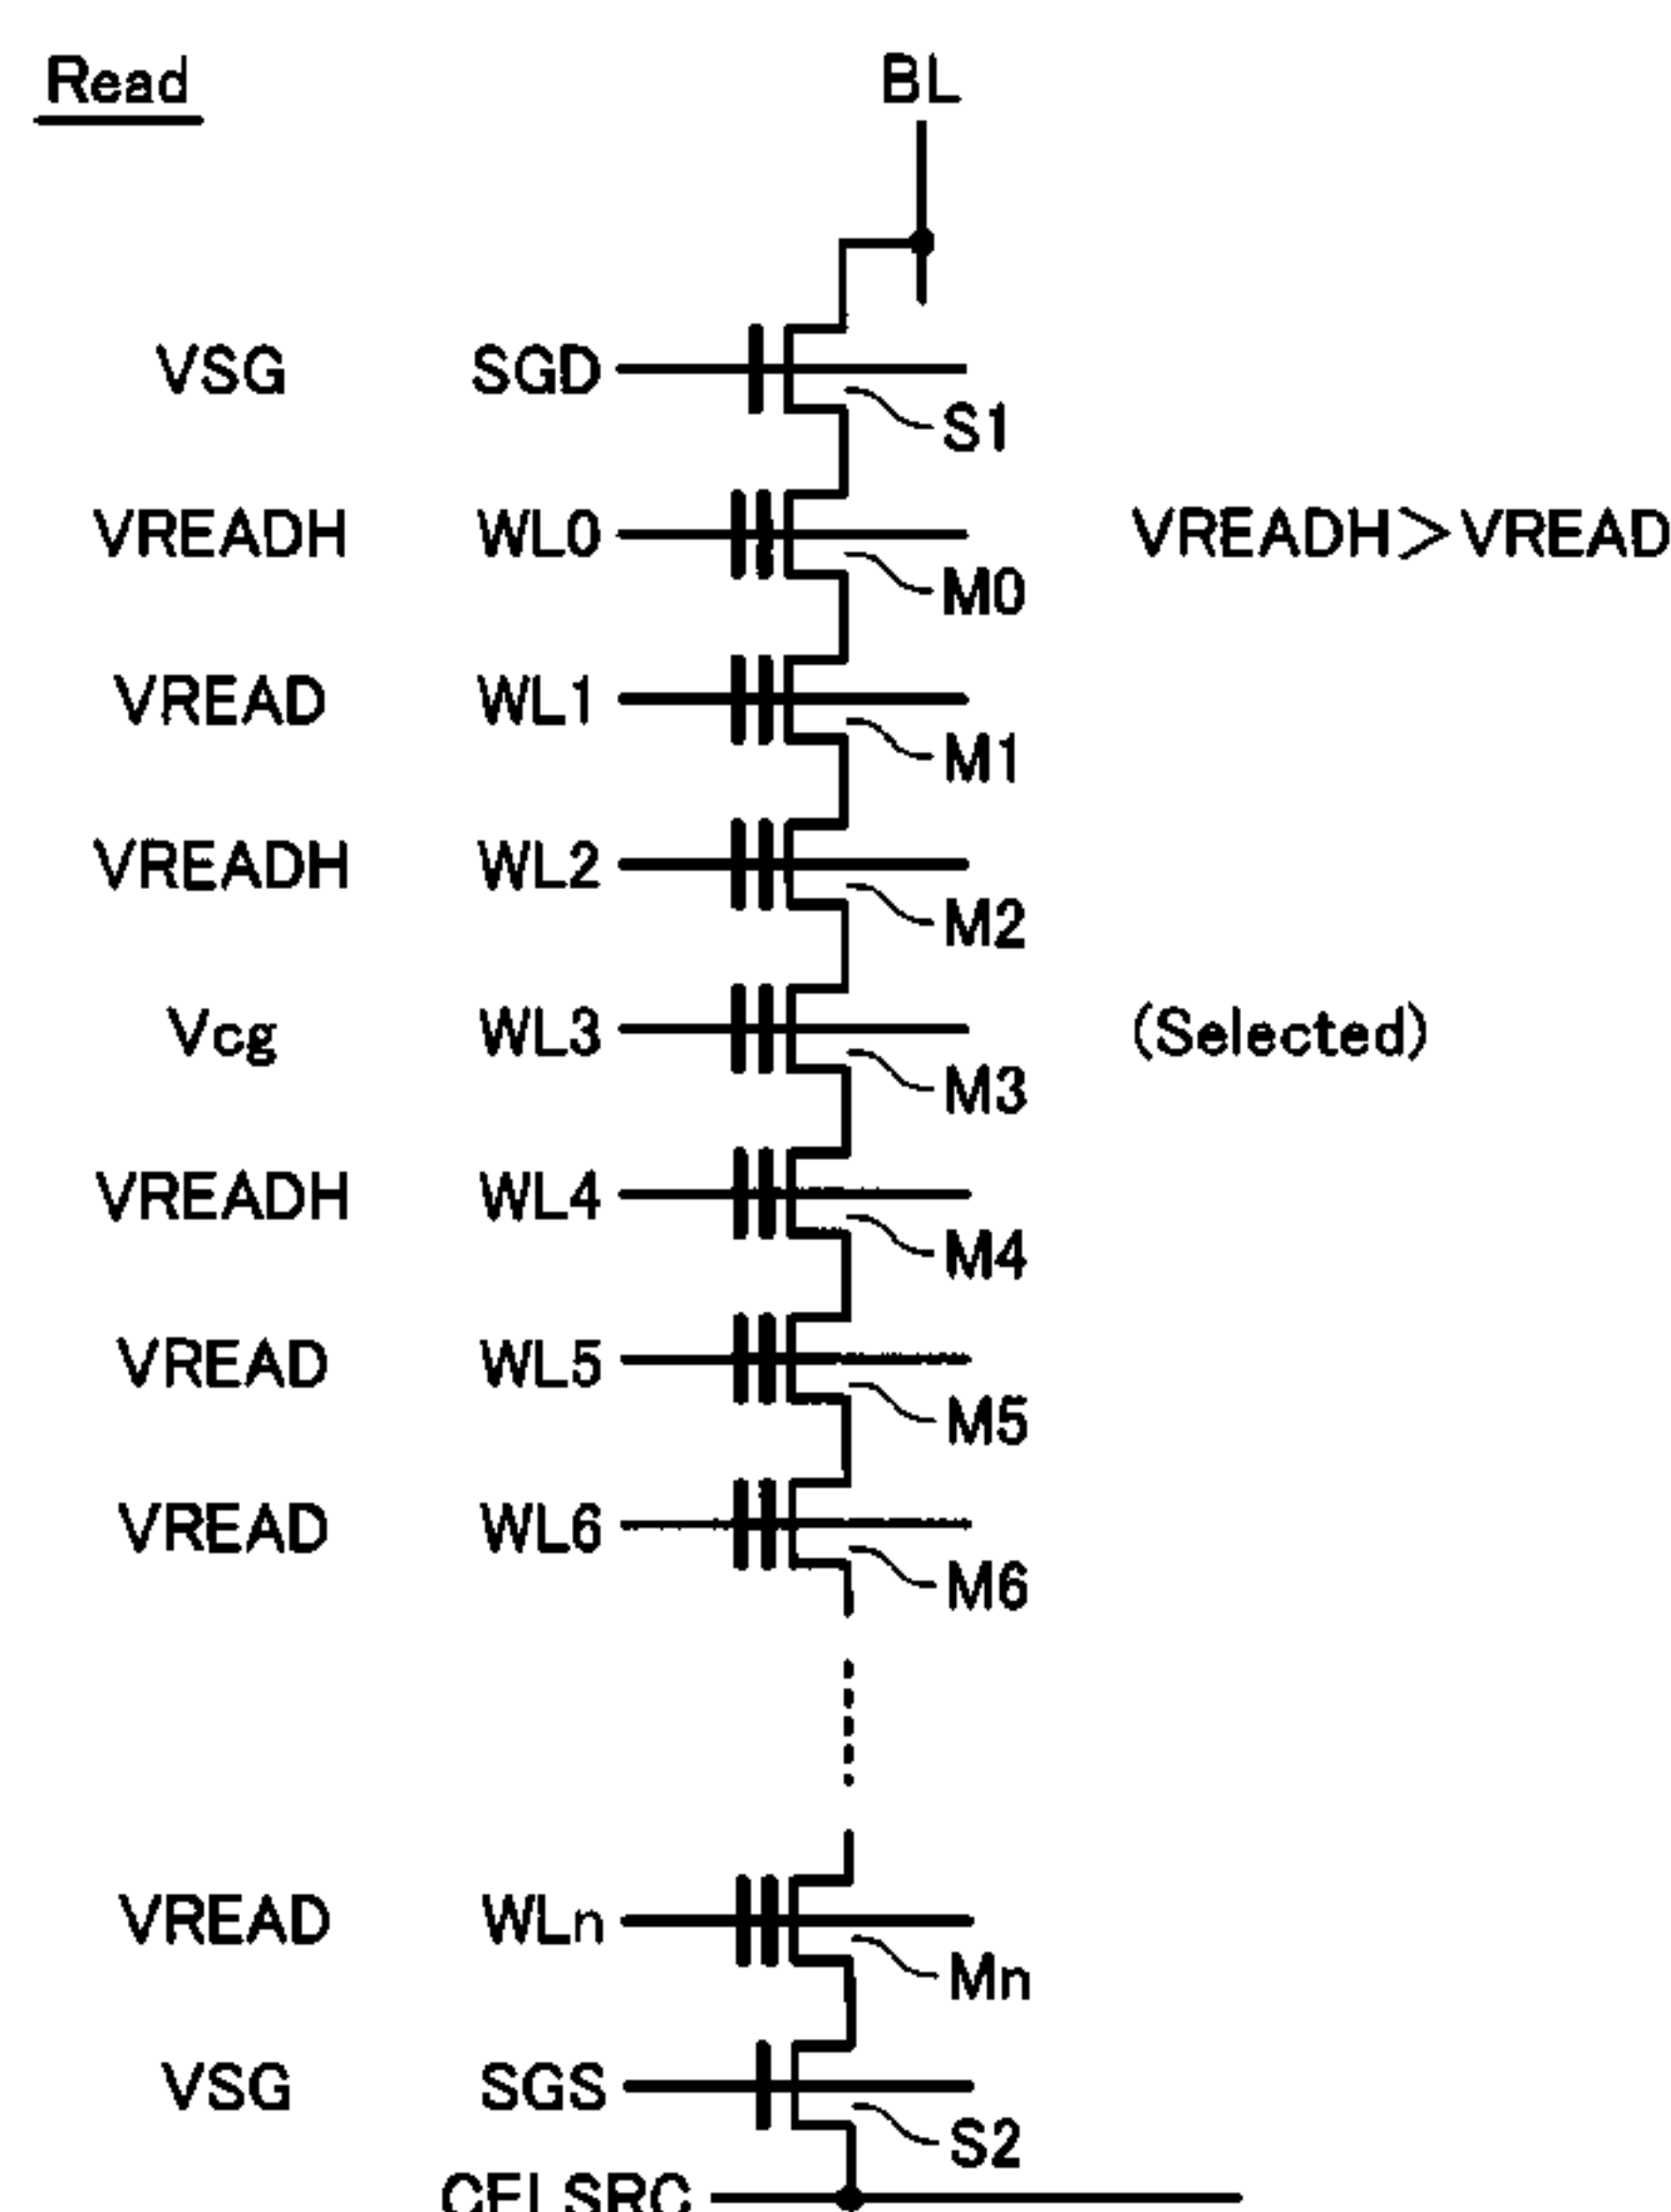 Read BL
VSG SGD
S1
VREADH WL0 VREADH>VREAD
M0
VREAD WL1
M1
VREADH WL2
M2
Vcg WL3 (Selected)
M3
VREADH WL4
M4
VREAD WL5
M5
VREAD WL6
M6
VREAD WLn
Mn
VSG SGS
S2
CELSRC